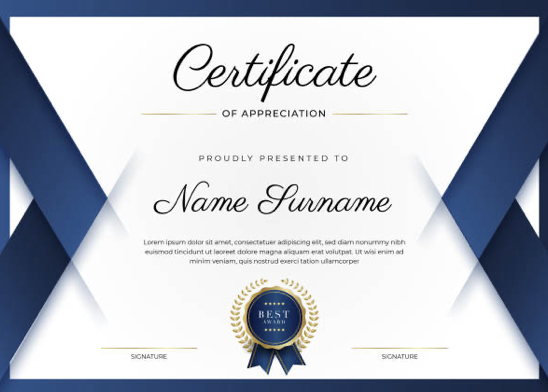 Certificate
OF APPRECIATION
PROUDLY PRESENTED TO
Name Surname
Lorem ipsum dolor sit amet, consectetuer adipiscing elit, sed diam nonummy nibh
euismod tincidunt ut laoreet dolore magna aliquam erat volutpat. Ut wisi enim ad
minim veniam, quis nostrud exerci tation ullamcorper
BEST
AWARD
SIGNATURE
SIGNATURE